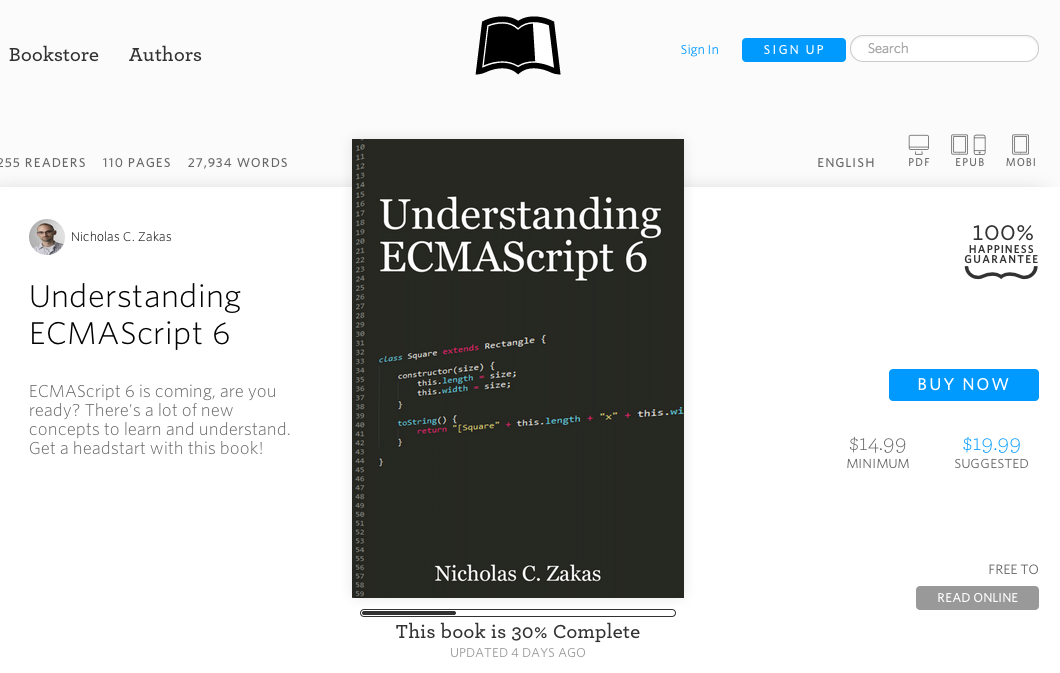 Bookstore Authors
Sign In SIGN UP Search
255 READERS 110 PAGES 27,934 WORDS
ENGLISH PDF EPUB MOBI
Nicholas C. Zakas
Understanding
ECMAScript 6
ECMAScript 6 is coming, are you
ready? There's a lot of new
concepts to learn and understand.
Get a headstart with this book!
10
11
12
13
14
15
16
17
18
19
20
21
22
23
24
25
26
27
28
29
30
31
32
33
34
35
36
37
38
39
40
41
42
43
44
45
46
47
48
49
50
51
52
53
54
55
56
57
58
59
Understanding
ECMAScript 6
class Square extends Rectangle {
constructor(size) {
this.length = size;
this.width = size;
}
toString() {
return "[Square" + this.length + "x" + this.wi
}
}
Nicholas C. Zakas
This book is 30% Complete
UPDATED 4 DAYS AGO
100%
HAPPINESS
GUARANTEE
BUY NOW
$14.99 $19.99
MINIMUM SUGGESTED
FREE TO
READ ONLINE